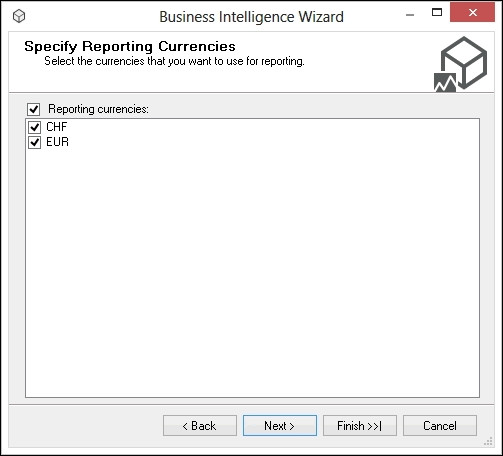 Business Intelligence Wizard
Specify Reporting Currencies
Select the currencies that you want to use for reporting.
Reporting currencies:
CHF
EUR
< Back
Next >
Finish >>|
Cancel